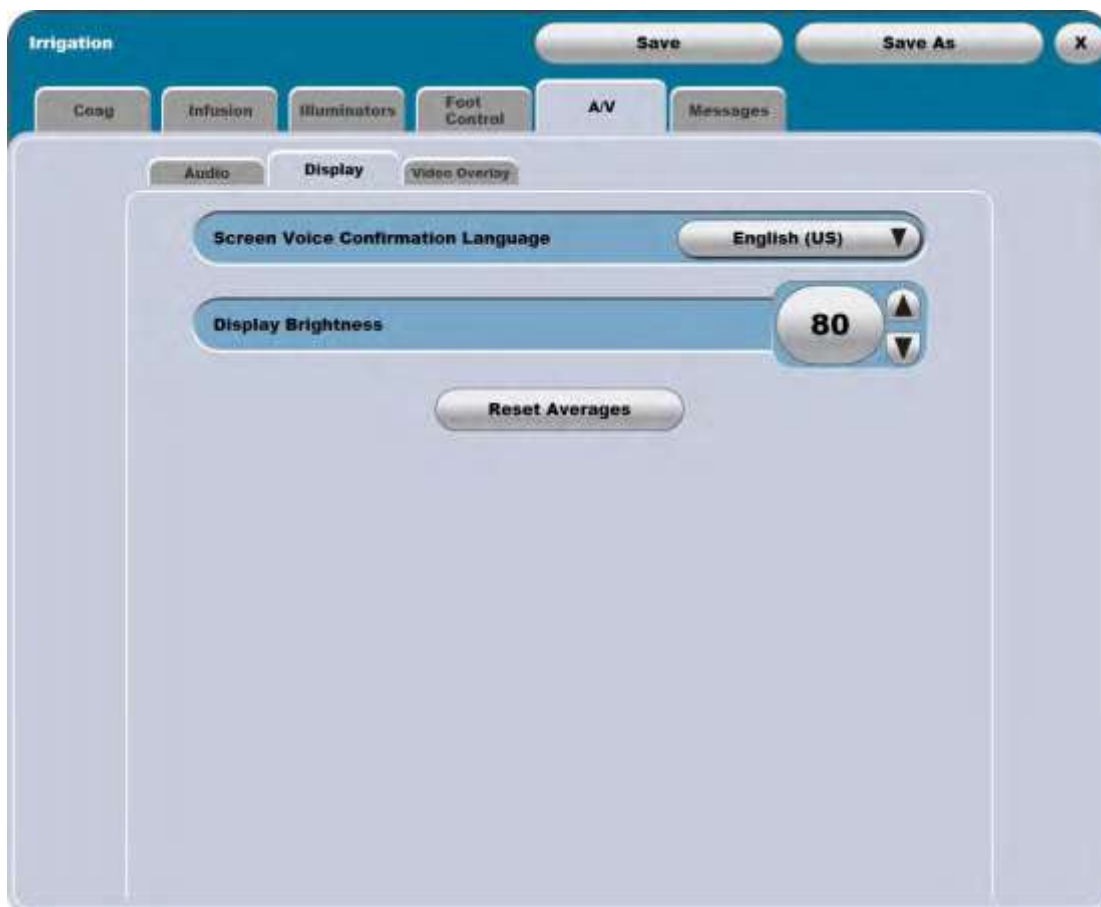 Irrigation
Save
Save As
X
Coag
Infusion
Illuminators
Foot
Control
A/V
Messages
Audio
Display
Video Overlay
Screen Voice Confirmation Language
English (US)
Display Brightness
80
Reset Averages